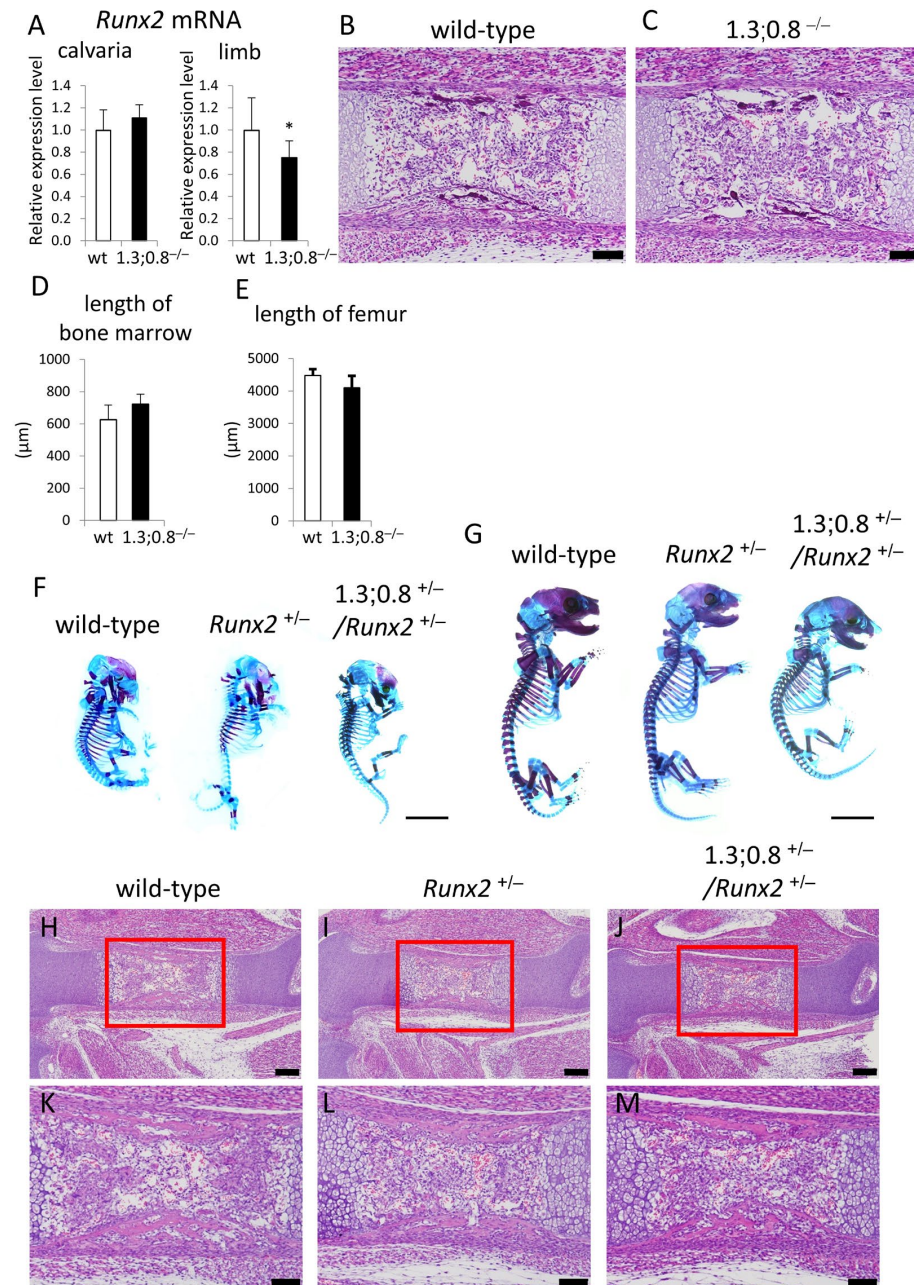 A
Runx2 mRNA
calvaria
limb
Relative expression level
1.4
1.2
1.0
0.8
0.6
0.4
0.2
0.0
wt 1.3;0.8–/–
Relative expression level
1.4
1.2
1.0
0.8
0.6
0.4
0.2
0.0
*
wt 1.3;0.8–/–
B
wild-type
C
1.3;0.8 –/–
D
length of
bone marrow
(μm)
1000
800
600
400
200
0
wt 1.3;0.8–/–
E
length of femur
(μm)
5000
4000
3000
2000
1000
0
wt 1.3;0.8–/–
F
wild-type
Runx2 +/–
1.3;0.8 +/–
/Runx2 +/–
G
wild-type
Runx2 +/–
1.3;0.8 +/–
/Runx2 +/–
wild-type
Runx2 +/–
1.3;0.8 +/–
/Runx2 +/–
H
I
J
K
L
M